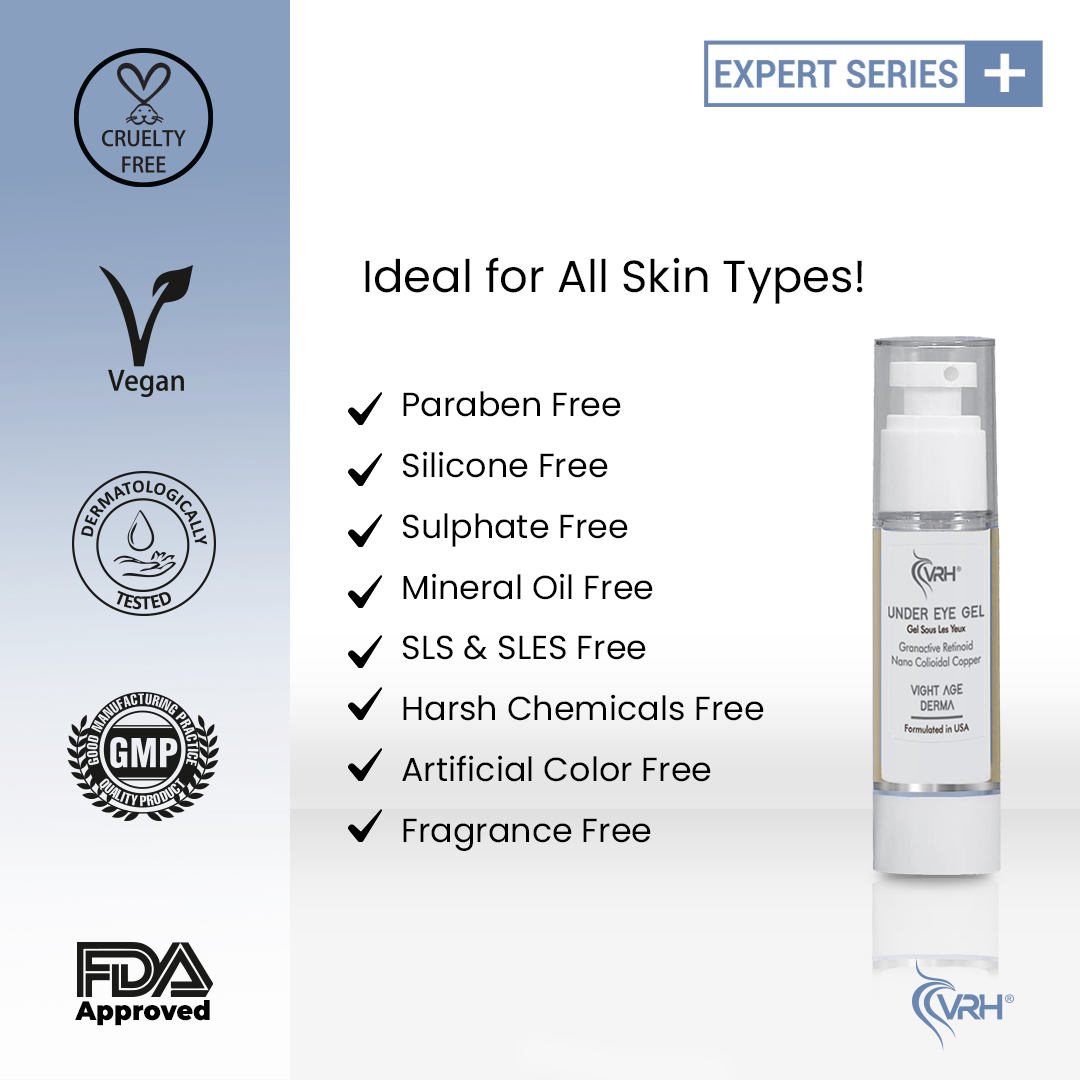 CRUELTY
FREE
Vegan
DERMATOLOGICALLY
TESTED
GOOD MANUFACTURING PRACTICE
GMP
QUALITY PRODUCT
FDA
Approved
EXPERT SERIES +
Ideal for All Skin Types!
Paraben Free
Silicone Free
Sulphate Free
Mineral Oil Free
SLS & SLES Free
Harsh Chemicals Free
Artificial Color Free
Fragrance Free
VRH®
UNDER EYE GEL
Gel Sous Les Yeux
Granactive Retinoid
Nano Colloidal Copper
VIGHT AGE
DERMA
Formulated in USA
VRH®